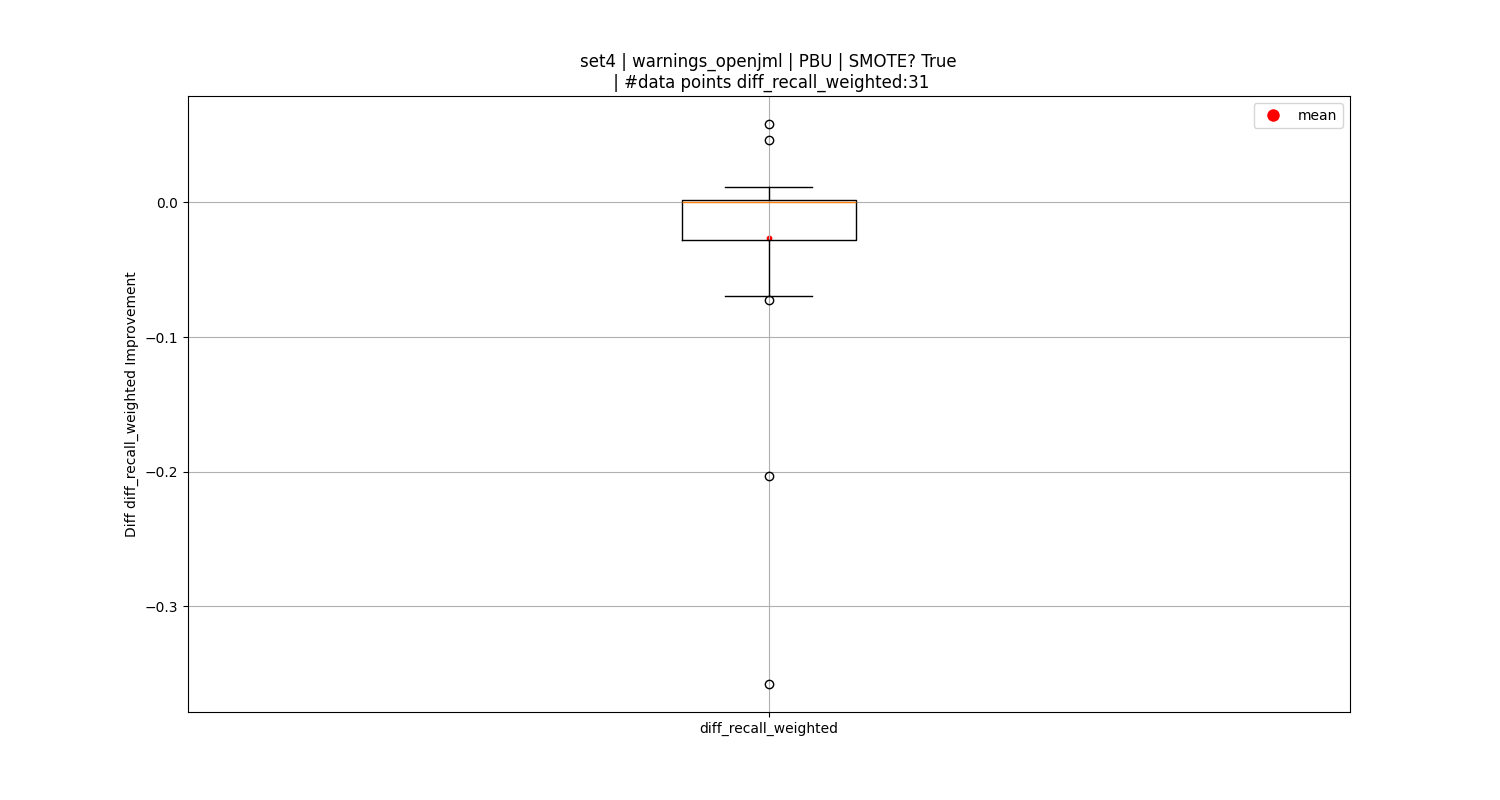 set4 | warnings_openjml | PBU | SMOTE? True
| #data points diff_recall_weighted:31
mean
0.0
−0.1
−0.2
−0.3
Diff diff_recall_weighted Improvement
diff_recall_weighted